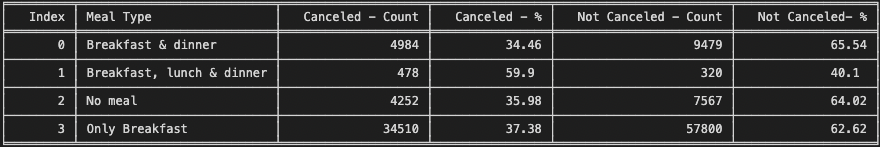 Index Meal Type Canceled - Count Canceled - % Not Canceled - Count Not Canceled- %
0 Breakfast & dinner 4984 34.46 9479 65.54
1 Breakfast, lunch & dinner 478 59.9 320 40.1
2 No meal 4252 35.98 7567 64.02
3 Only Breakfast 34510 37.38 57800 62.62